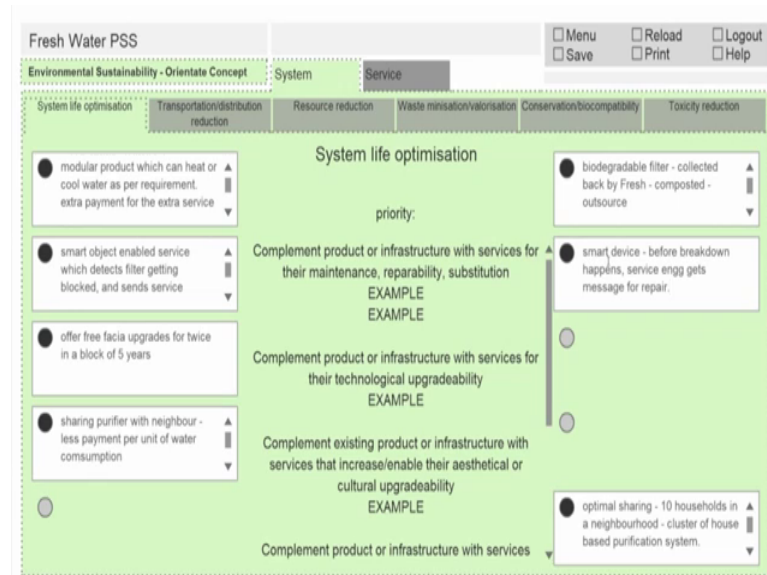 Fresh Water PSS
Menu
Reload
Logout
Save
Print
Help
Environmental Sustainability - Orientate Concept
System
Service
System life optimisation
Transportation/distribution
reduction
Resource reduction
Waste minisation/valorisation
Conservation/biocompatibility
Toxicity reduction
modular product which can heat or
cool water as per requirement.
extra payment for the extra service
smart object enabled service
which detects filter getting
blocked, and sends service
offer free facia upgrades for twice
in a block of 5 years
sharing purifier with neighbour -
less payment per unit of water
comsumption
System life optimisation
priority:
Complement product or infrastructure with services for
their maintenance, reparability, substitution
EXAMPLE
EXAMPLE
Complement product or infrastructure with services for
their technological upgradeability
EXAMPLE
Complement existing product or infrastructure with
services that increase/enable their aesthetical or
cultural upgradeability
EXAMPLE
Complement product or infrastructure with services
biodegradable filter - collected
back by Fresh - composted -
outsource
smart device - before breakdown
happens, service engg gets
message for repair.
optimal sharing - 10 households in
a neighbourhood - cluster of house
based purification system.